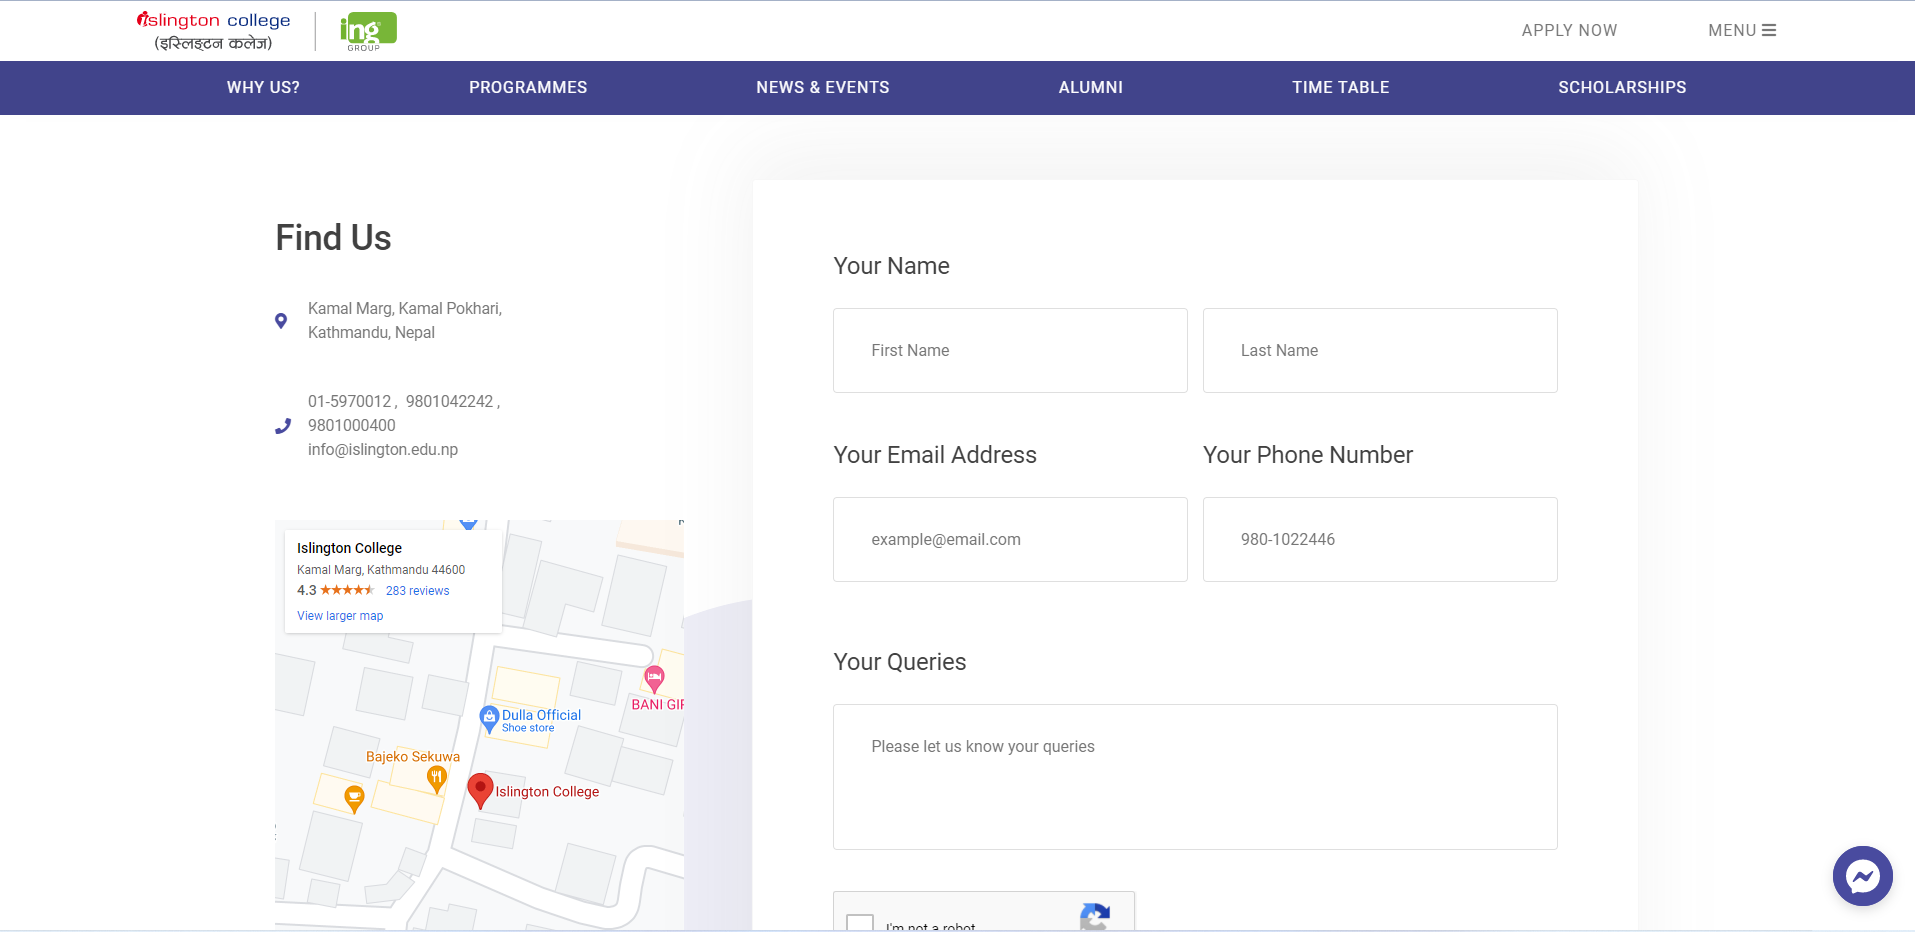 islington college
(इस्लिङ्टन कलेज)
ing
GROUP
APPLY NOW
MENU
WHY US?
PROGRAMMES
NEWS & EVENTS
ALUMNI
TIME TABLE
SCHOLARSHIPS
Find Us
Kamal Marg, Kamal Pokhari,
Kathmandu, Nepal
01-5970012 , 9801042242 ,
9801000400
info@islington.edu.np
Islington College
Kamal Marg, Kathmandu 44600
4.3
283 reviews
View larger map
BANI GIF
Dulla Official
Shoe store
Bajeko Sekuwa
Islington College
Your Name
First Name
Last Name
Your Email Address
Your Phone Number
example@email.com
980-1022446
Your Queries
Please let us know your queries
I'm not a robot